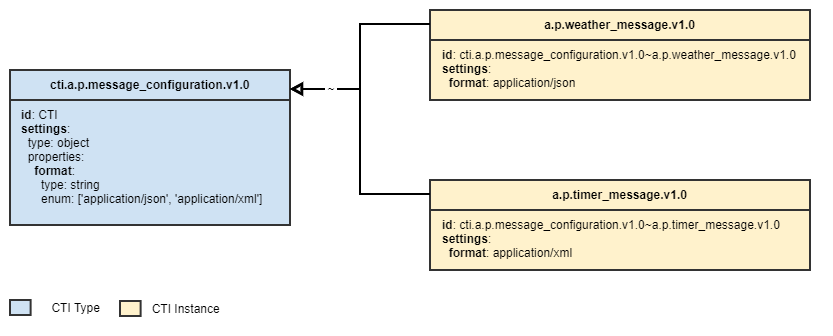 a.p.weather_message.v1.0
id: cti.a.p.message_configuration.v1.0~a.p.weather_message.v1.0
settings:
format: application/json
cti.a.p.message_configuration.v1.0
~
id: CTI
settings:
type: object
properties:
format:
type: string
enum: ['application/json', 'application/xml']
a.p.timer_message.v1.0
id: cti.a.p.message_configuration.v1.0~a.p.timer_message.v1.0
settings:
format: application/xml
CTI Type
CTI Instance